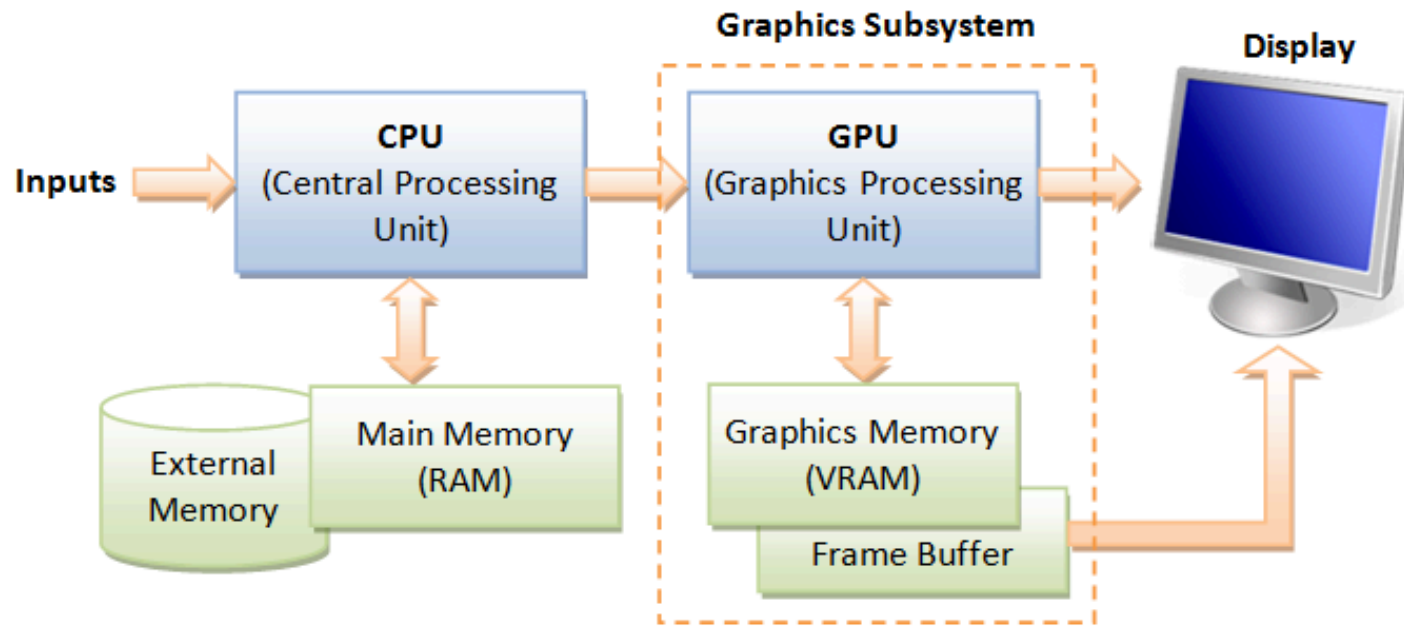 Graphics Subsystem
Display
Inputs
CPU
(Central Processing
Unit)
GPU
(Graphics Processing
Unit)
External
Memory
Main Memory
(RAM)
Graphics Memory
(VRAM)
Frame Buffer